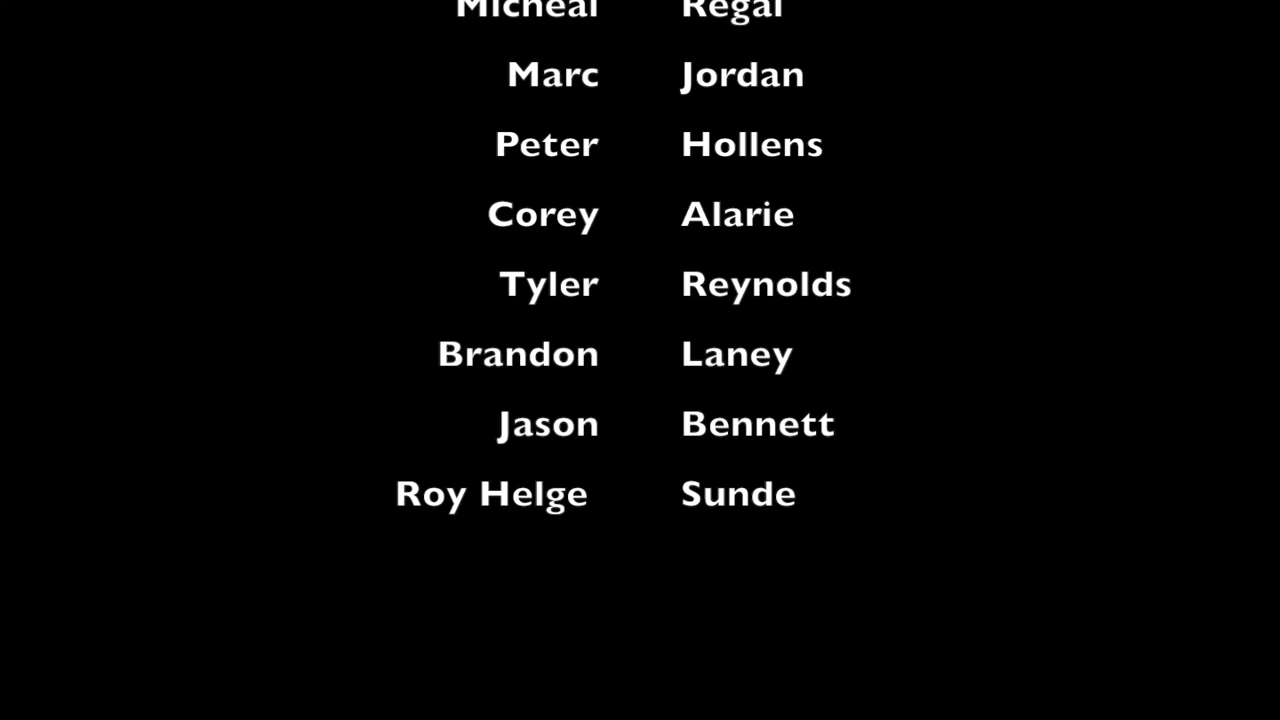 Micheal Regal
Marc Jordan
Peter Hollens
Corey Alarie
Tyler Reynolds
Brandon Laney
Jason Bennett
Roy Helge Sunde